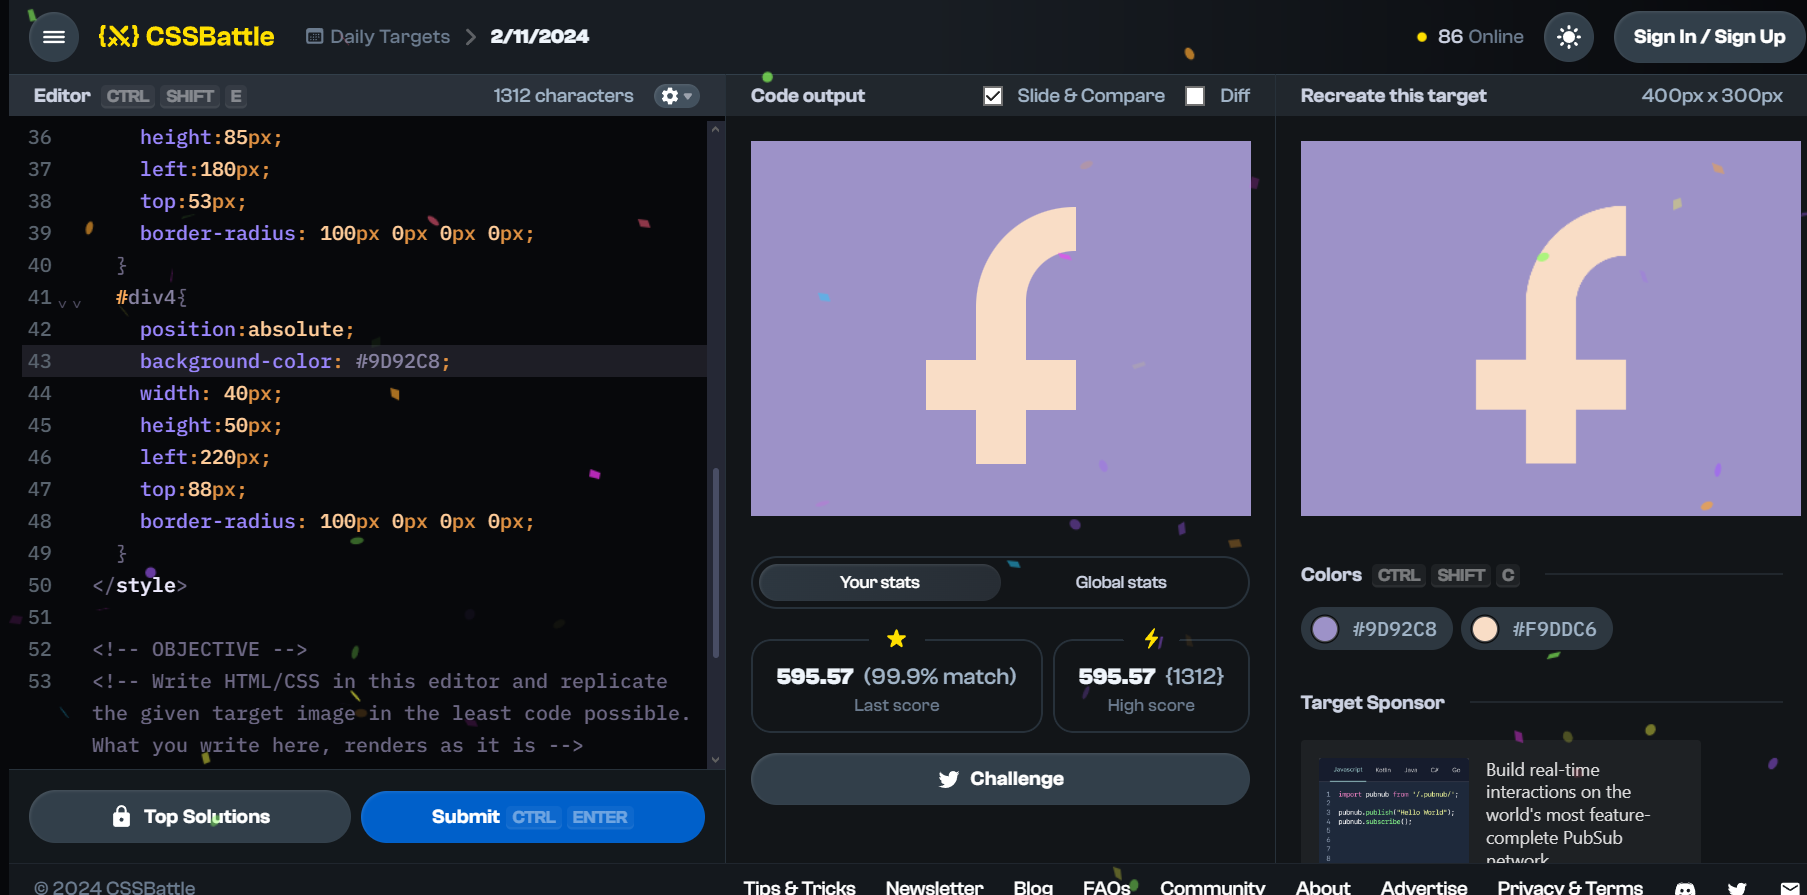 {X} CSSBattle
Daily Targets > 2/11/2024
86 Online
Sign In / Sign Up
Editor CTRL SHIFT E
1312 characters
Code output
Slide & Compare
Diff
Recreate this target
400px x 300px
36 height:85px;
37 left:180px;
38 top:53px;
39 border-radius: 100px 0px 0px 0px;
40 }
41 #div4{
42 position:absolute;
43 background-color: #9D92C8;
44 width: 40px;
45 height:50px;
46 left:220px;
47 top:88px;
48 border-radius: 100px 0px 0px 0px;
49 }
50 </style>
51
52 <!-- OBJECTIVE -->
53 <!-- Write HTML/CSS in this editor and replicate
the given target image in the least code possible.
What you write here, renders as it is -->
Top Solutions
Submit CTRL ENTER
Your stats
Global stats
595.57 (99.9% match)
Last score
595.57 {1312}
High score
Challenge
Colors CTRL SHIFT C
#9D92C8
#F9DDC6
Target Sponsor
Javascript Kotlin Java C# Go
1 import pubnub from '/.pubnub/';
2
3 pubnub.publish("Hello World");
4 pubnub.subscribe();
5
6
7
8
Build real-time
interactions on the
world's most feature-
complete PubSub
network
© 2024 CSSBattle
Tips & Tricks
Newsletter
Blog
FAQs
Community
About
Advertise
Privacy & Terms